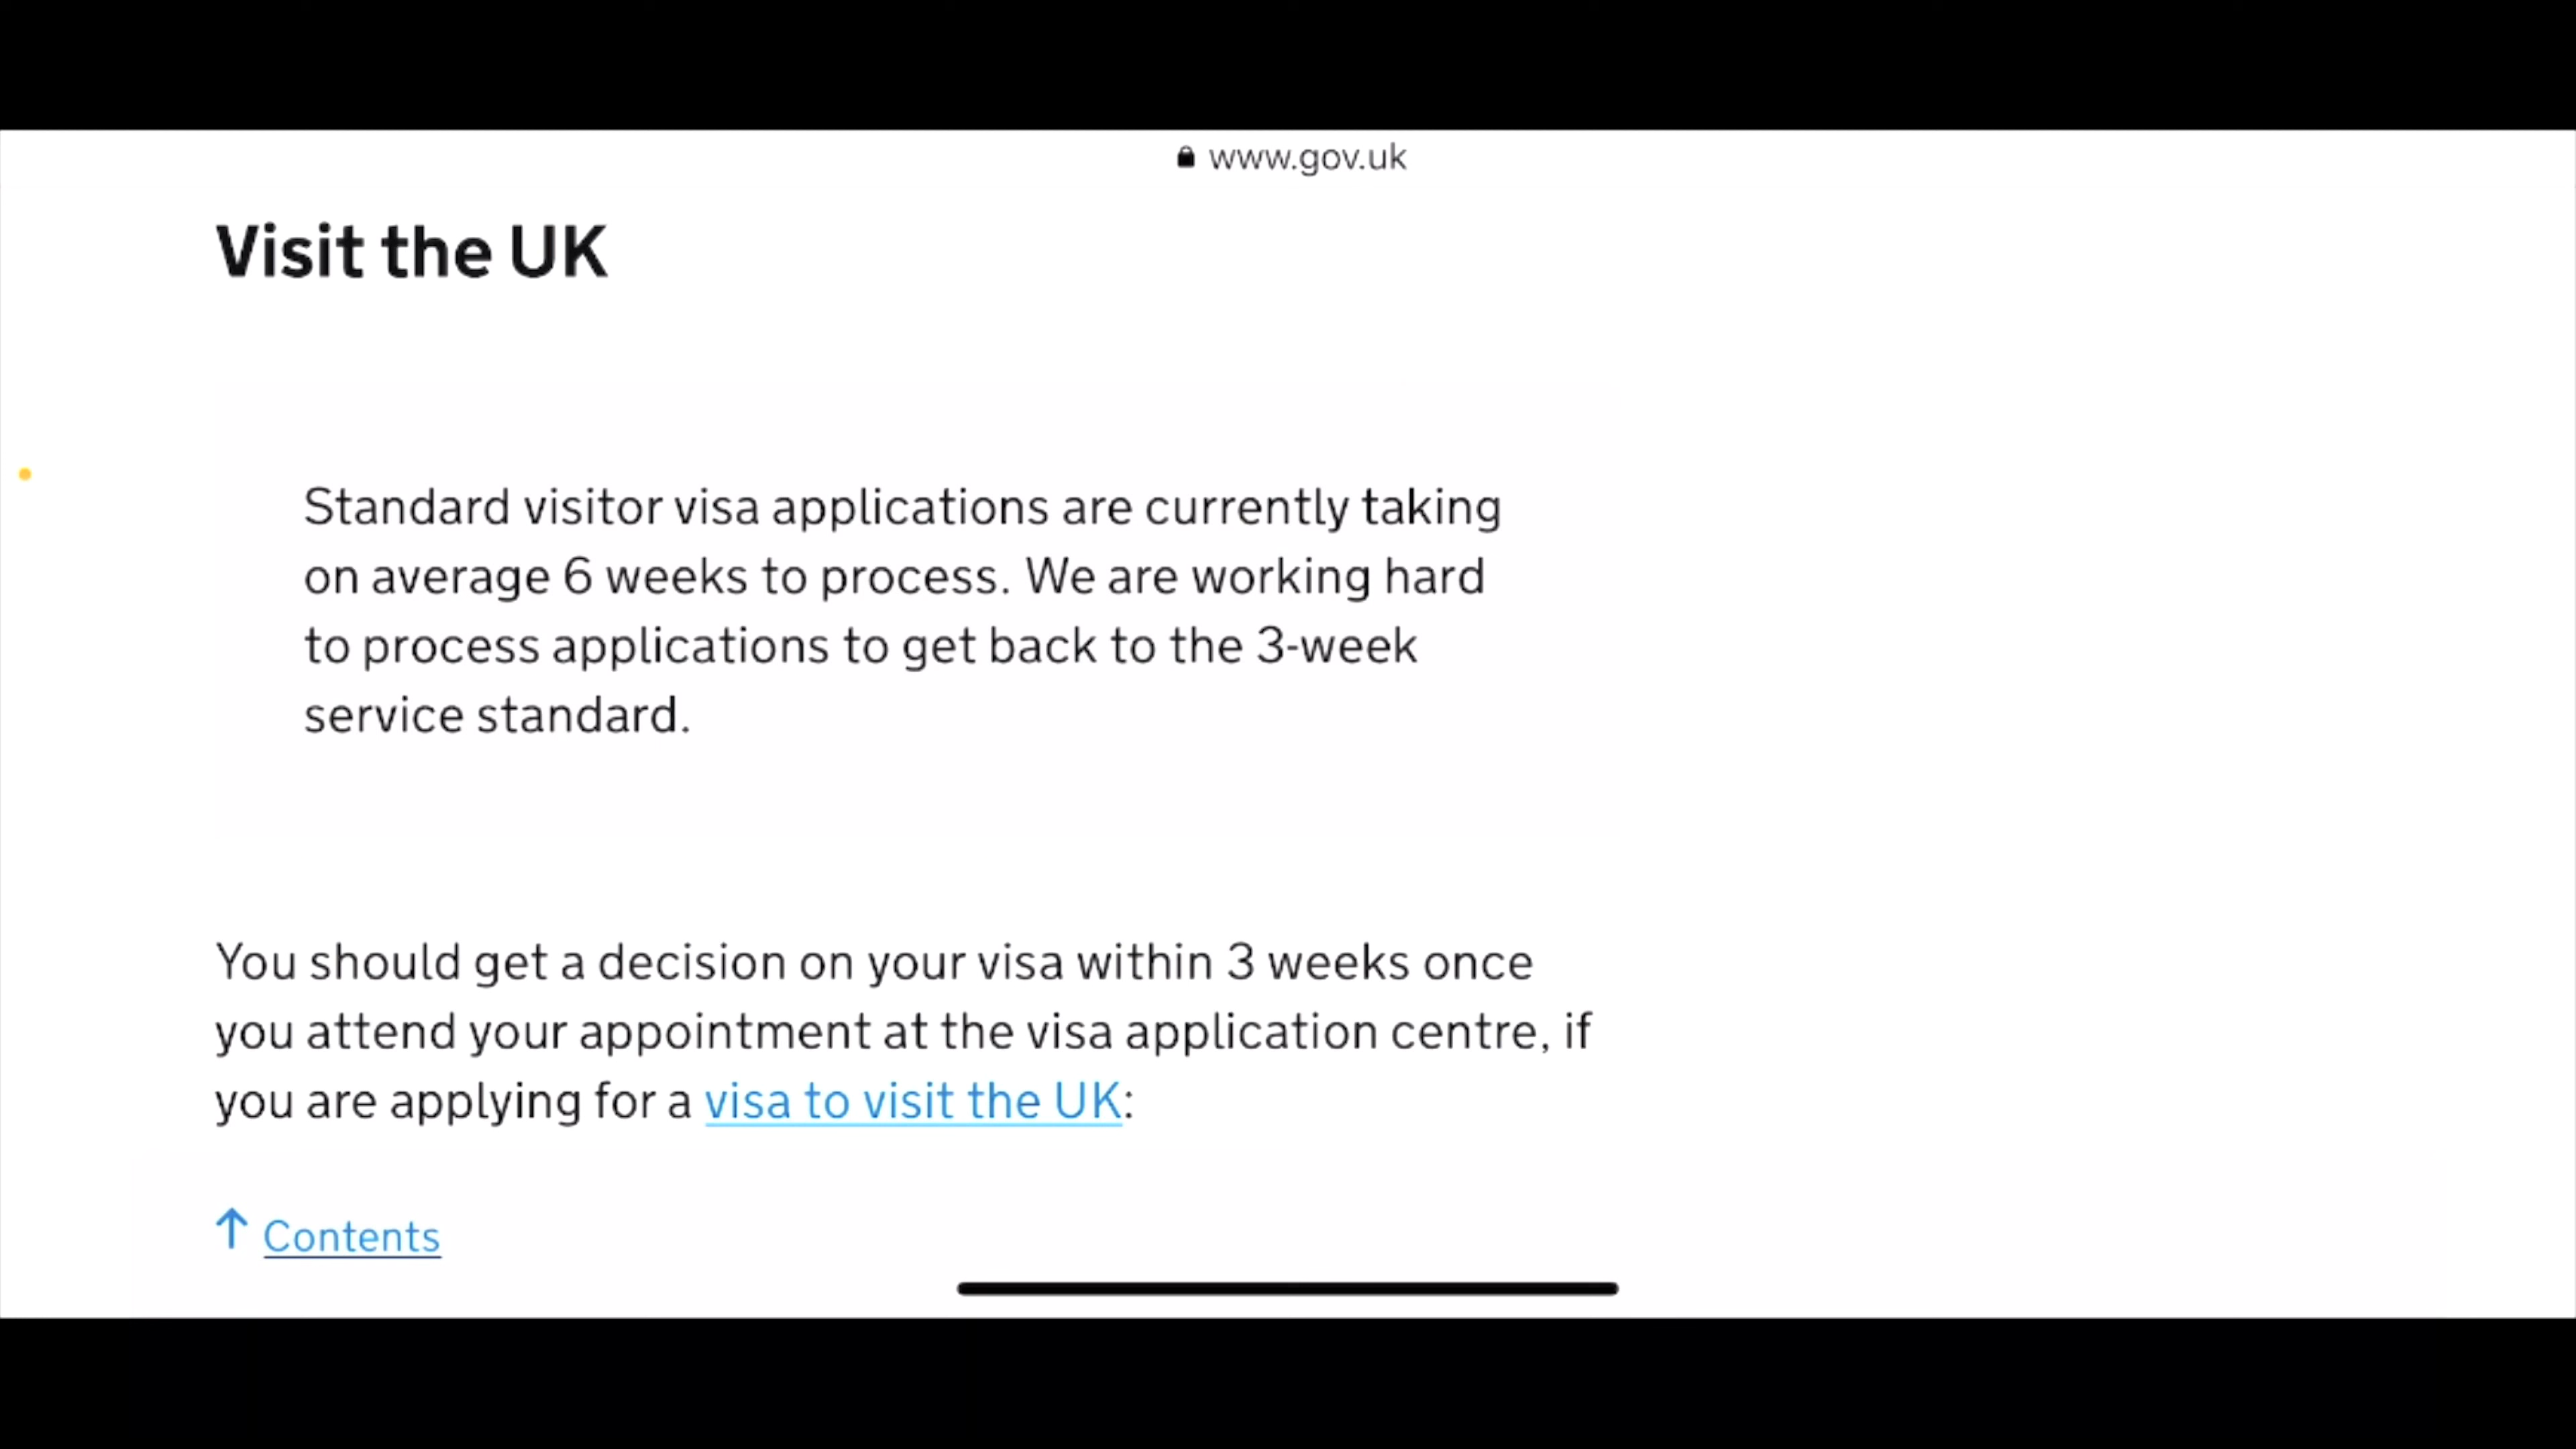 www.gov.uk
Visit the UK
Standard visitor visa applications are currently taking
on average 6 weeks to process. We are working hard
to process applications to get back to the 3-week
service standard.
You should get a decision on your visa within 3 weeks once
you attend your appointment at the visa application centre, if
you are applying for a visa to visit the UK:
↑ Contents